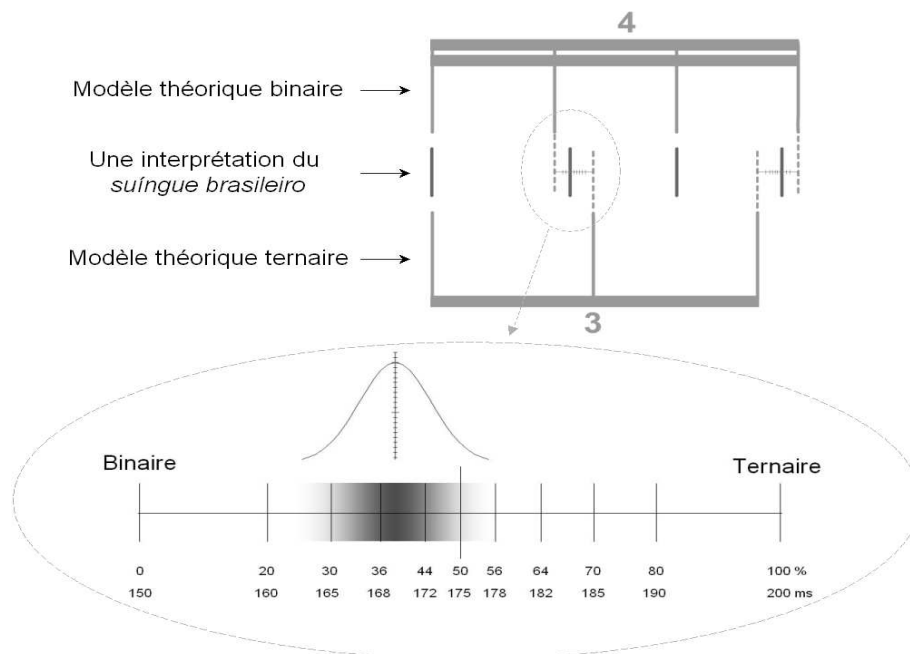 4
Modèle théorique binaire
Une interprétation du
suíngue brasileiro
Modèle théorique ternaire
3
Binaire
Ternaire
0 20 30 36 44 50 56 64 70 80 100 %
150 160 165 168 172 175 178 182 185 190 200 ms